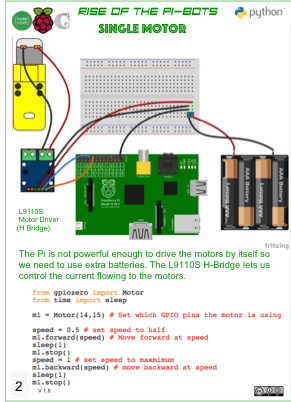 RISE OF THE PI-BOTS
SINGLE MOTOR
python
L9110S
Motor Driver
(H Bridge)
Raspberry Pi
AAA Battery
AAA Battery
fritzing
The Pi is not powerful enough to drive the motors by itself so
we need to use extra batteries. The L9110S H-Bridge lets us
control the current flowing to the motors.
from gpiozero import Motor
from time import sleep
m1 = Motor(14,15) # Set which GPIO pins the motor is using
speed = 0.5 # set speed to half
m1.forward(speed) # Move forward at speed
sleep(1)
m1.stop()
speed = 1 # set speed to maxmimum
m1.backward(speed) # move backward at speed
sleep(1)
m1.stop()
2
V 1.0